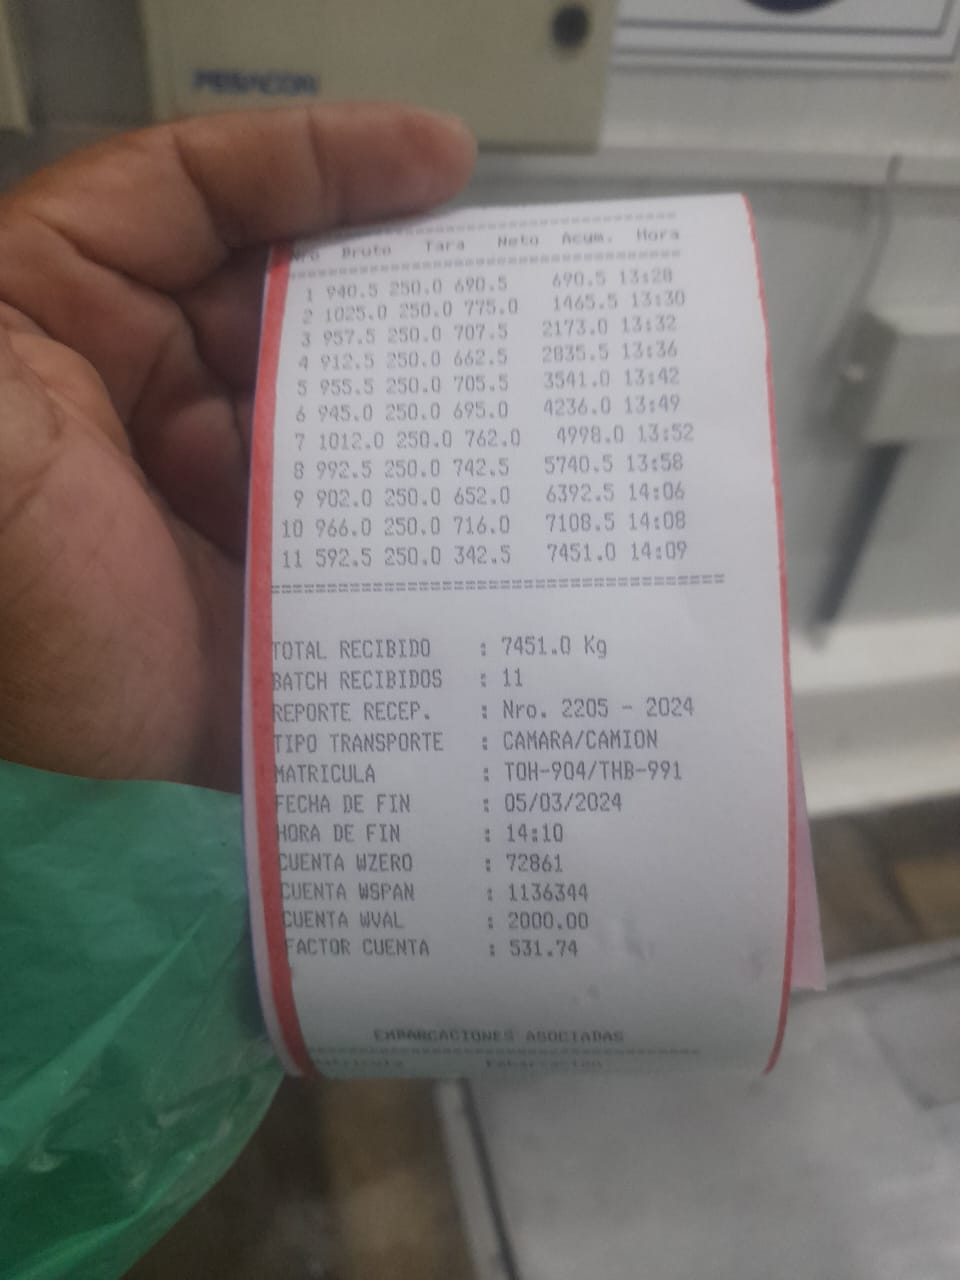 PESACON
Nro Bruto Tara Neto Acum. Hora
1 940.5 250.0 690.5 690.5 13:28
2 1025.0 250.0 775.0 1465.5 13:30
3 957.5 250.0 707.5 2173.0 13:32
4 912.5 250.0 662.5 2835.5 13:36
5 955.5 250.0 705.5 3541.0 13:42
6 945.0 250.0 695.0 4236.0 13:49
7 1012.0 250.0 762.0 4998.0 13:52
8 992.5 250.0 742.5 5740.5 13:58
9 902.0 250.0 652.0 6392.5 14:06
10 966.0 250.0 716.0 7108.5 14:08
11 592.5 250.0 342.5 7451.0 14:09
TOTAL RECIBIDO : 7451.0 Kg
BATCH RECIBIDOS : 11
REPORTE RECEP. : Nro. 2205 - 2024
TIPO TRANSPORTE : CAMARA/CAMION
MATRICULA : TOH-904/THB-991
FECHA DE FIN : 05/03/2024
HORA DE FIN : 14:10
CUENTA WZERO : 72861
CUENTA WSPAN : 1136344
CUENTA WVAL : 2000.00
FACTOR CUENTA : 531.74
EMBARCACIONES ASOCIADAS
Matricula Embarcacion